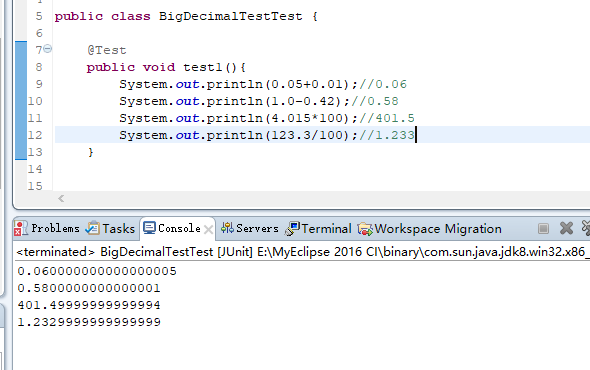 5 public class BigDecimalTestTest {
6
7 @Test
8 public void test1(){
9 System.out.println(0.05+0.01);//0.06
10 System.out.println(1.0-0.42);//0.58
11 System.out.println(4.015*100);//401.5
12 System.out.println(123.3/100);//1.233
13 }
14
15
Problems Tasks Console Servers Terminal Workspace Migration
<terminated> BigDecimalTestTest [JUnit] E:\MyEclipse 2016 CI\binary\com.sun.java.jdk8.win32.x86_
0.060000000000000005
0.5800000000000001
401.49999999999994
1.2329999999999999